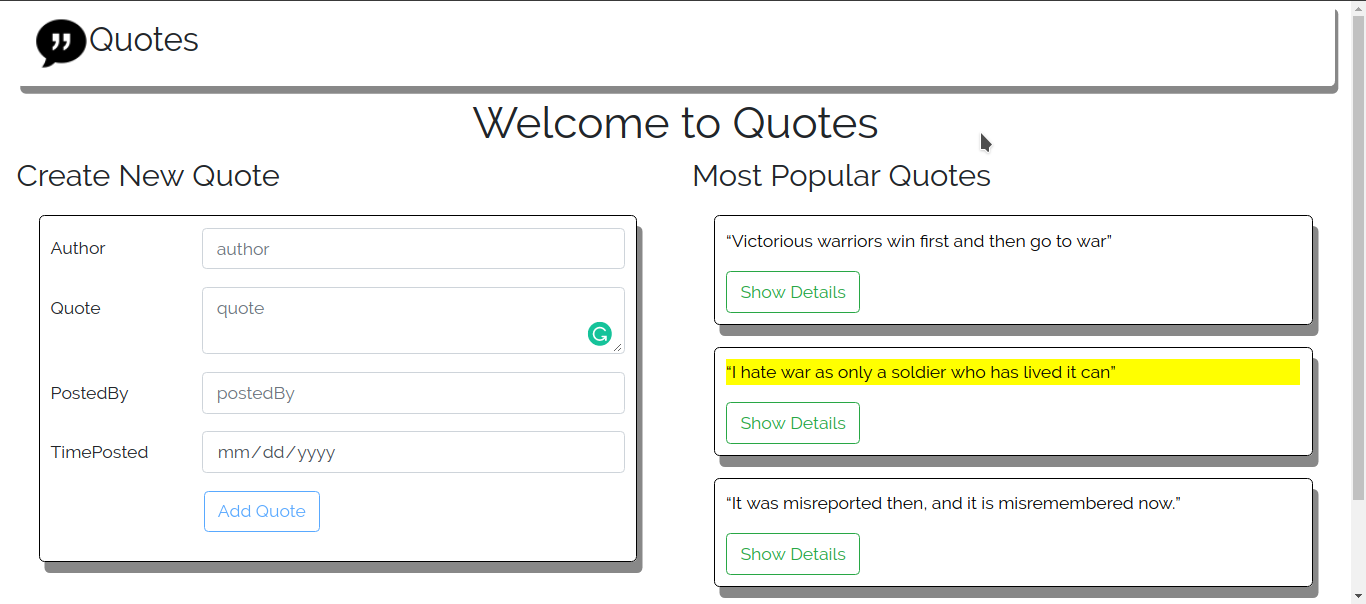 Quotes
Welcome to Quotes
Create New Quote
Author
author
Quote
quote
PostedBy
postedBy
TimePosted
mm/dd/yyyy
Add Quote
Most Popular Quotes
“Victorious warriors win first and then go to war”
Show Details
“I hate war as only a soldier who has lived it can”
Show Details
“It was misreported then, and it is misremembered now.”
Show Details